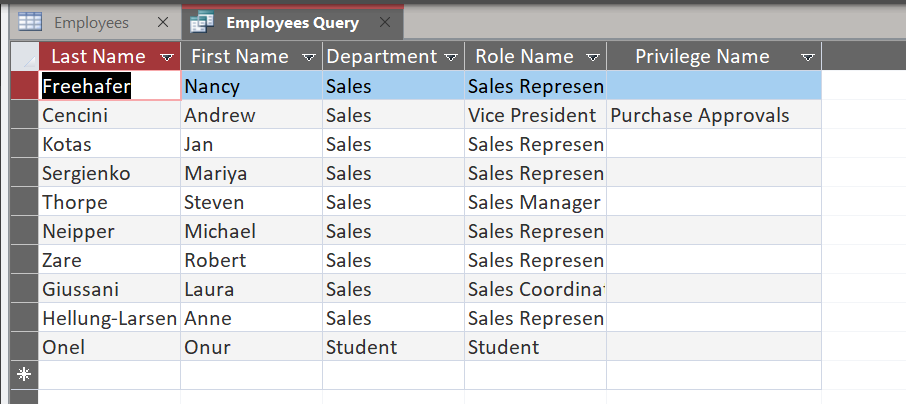 Employees Employees Query
Last Name First Name Department Role Name Privilege Name
Freehafer Nancy Sales Sales Represen
Cencini Andrew Sales Vice President Purchase Approvals
Kotas Jan Sales Sales Represen
Sergienko Mariya Sales Sales Represen
Thorpe Steven Sales Sales Manager
Neipper Michael Sales Sales Represen
Zare Robert Sales Sales Represen
Giussani Laura Sales Sales Coordinat
Hellung-Larsen Anne Sales Sales Represen
Onel Onur Student Student